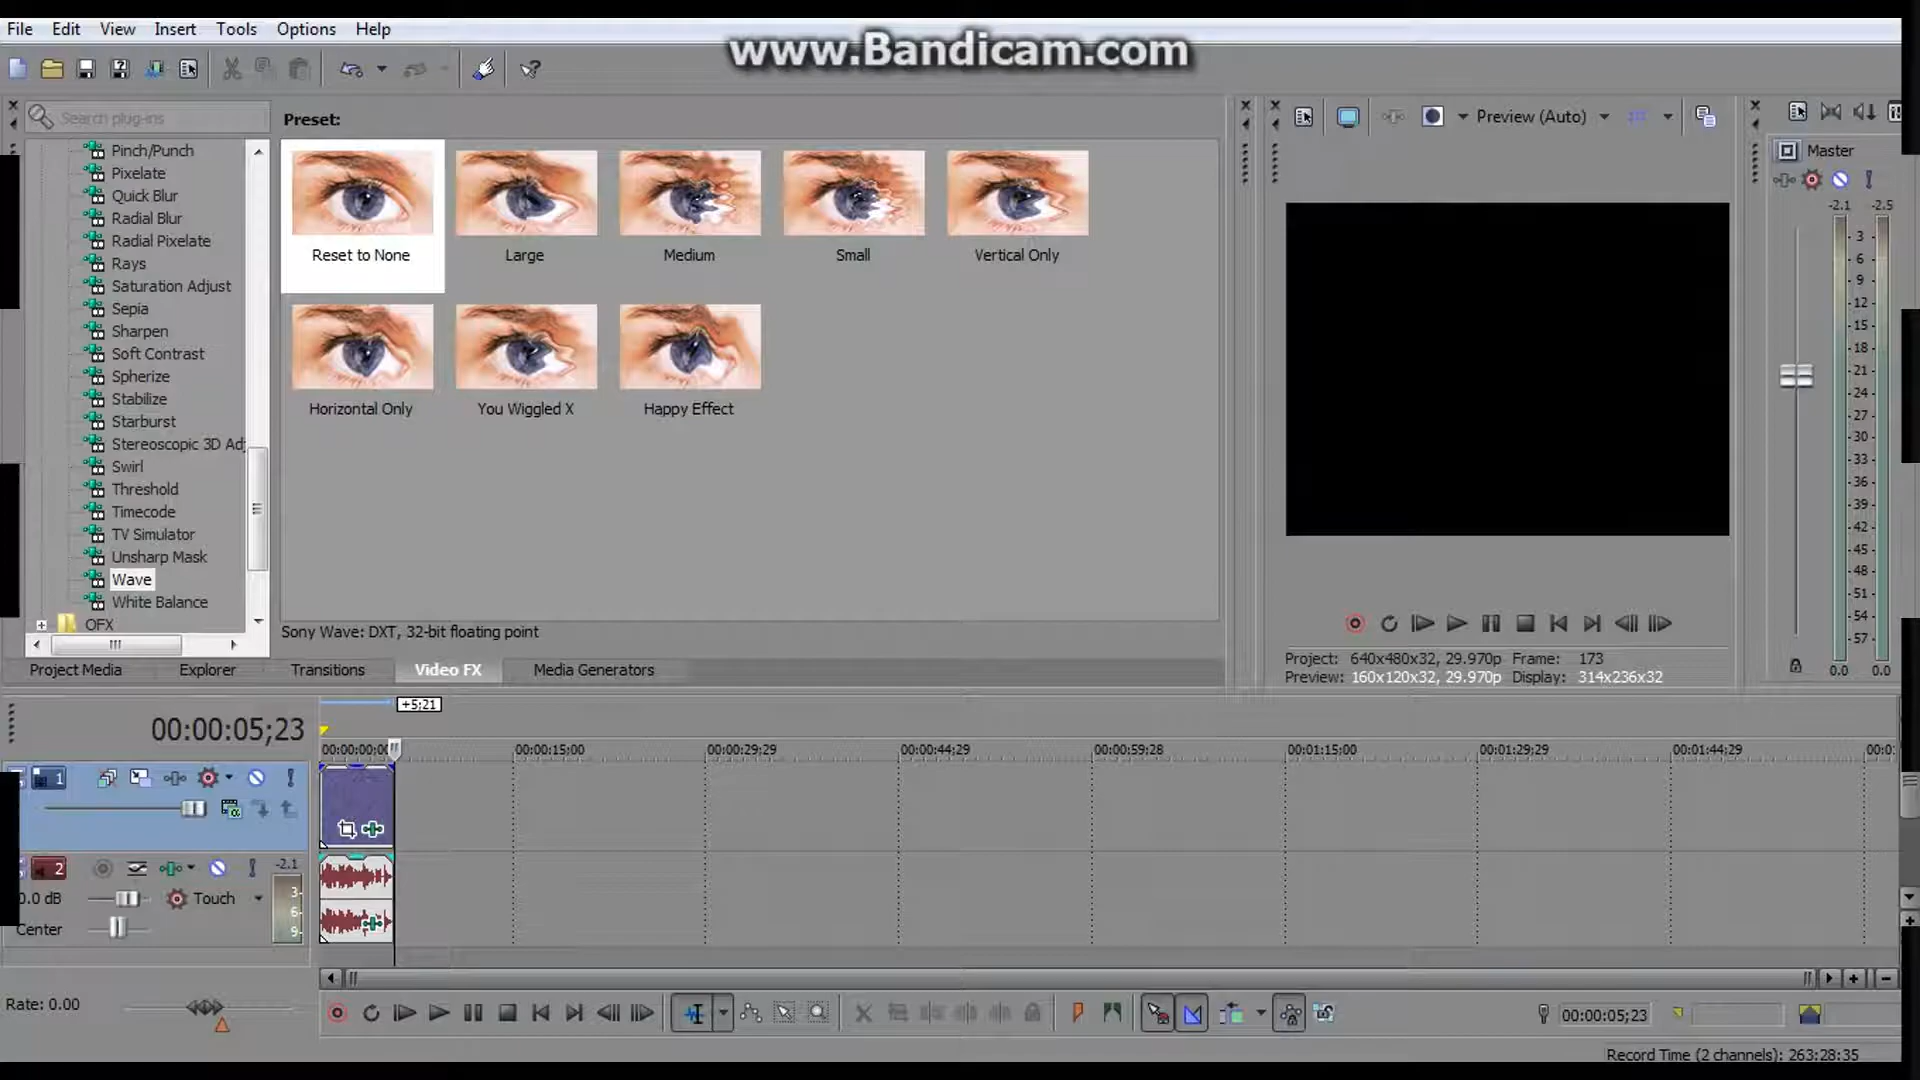 File Edit View Insert Tools Options Help
www.Bandicam.com
Search plug-ins
Preset:
Preview (Auto)
Pinch/Punch
Pixelate
Quick Blur
Radial Blur
Radial Pixelate
Rays
Saturation Adjust
Sepia
Sharpen
Soft Contrast
Spherize
Stabilize
Starburst
Stereoscopic 3D Adj
Swirl
Threshold
Timecode
TV Simulator
Unsharp Mask
Wave
White Balance
OFX
Reset to None Large Medium Small Vertical Only
Horizontal Only You Wiggled X Happy Effect
Sony Wave: DXT, 32-bit floating point
Project Media Explorer Transitions Video FX Media Generators
Project: 640x480x32, 29.970p Frame: 173
Preview: 160x120x32, 29.970p Display: 314x236x32
Master
-2.1 -2.5
3
6
9
-12
-15
-18
-21
-24
-27
-30
-33
-36
-39
-42
-45
-48
-51
-54
-57
0.0 0.0
+5;21
00:00:05;23
00:00:00;00 00:00:15;00 00:00:29;29 00:00:44;29 00:00:59;28 00:01:15;00 00:01:29;29 00:01:44;29 00:0
1
2
-2.1
0.0 dB Touch
3
6
9
Center
Rate: 0.00
00:00:05;23
Record Time (2 channels): 263:28:35